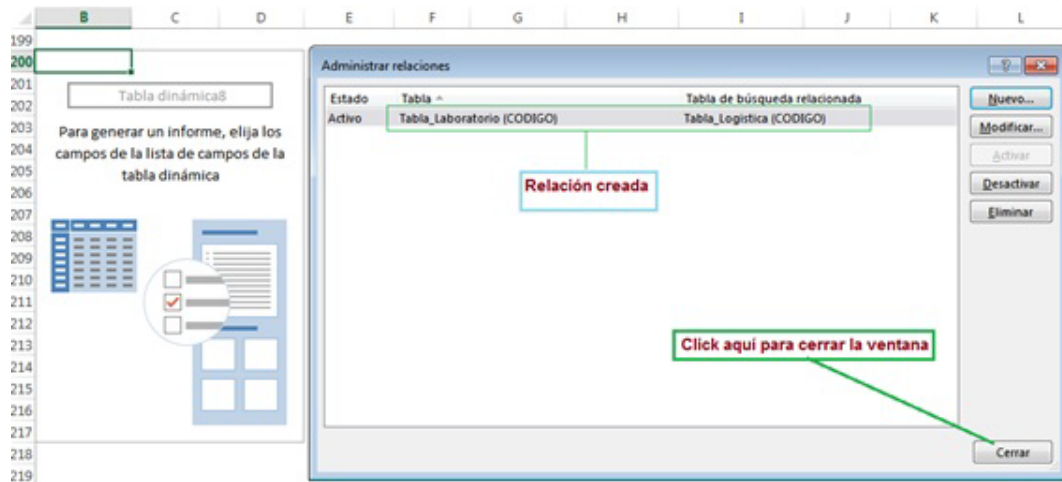 B C D E F G H I J K L
199
200
201
202
203
204
205
206
207
208
209
210
211
212
213
214
215
216
217
218
219
Tabla dinámica8
Para generar un informe, elija los
campos de la lista de campos de la
tabla dinámica
Administrar relaciones
Estado Tabla Tabla de búsqueda relacionada
Activo Tabla_Laboratorio (CODIGO) Tabla_Logistica (CODIGO)
Relación creada
Click aquí para cerrar la ventana
Nuevo...
Modificar...
Activar
Desactivar
Eliminar
Cerrar